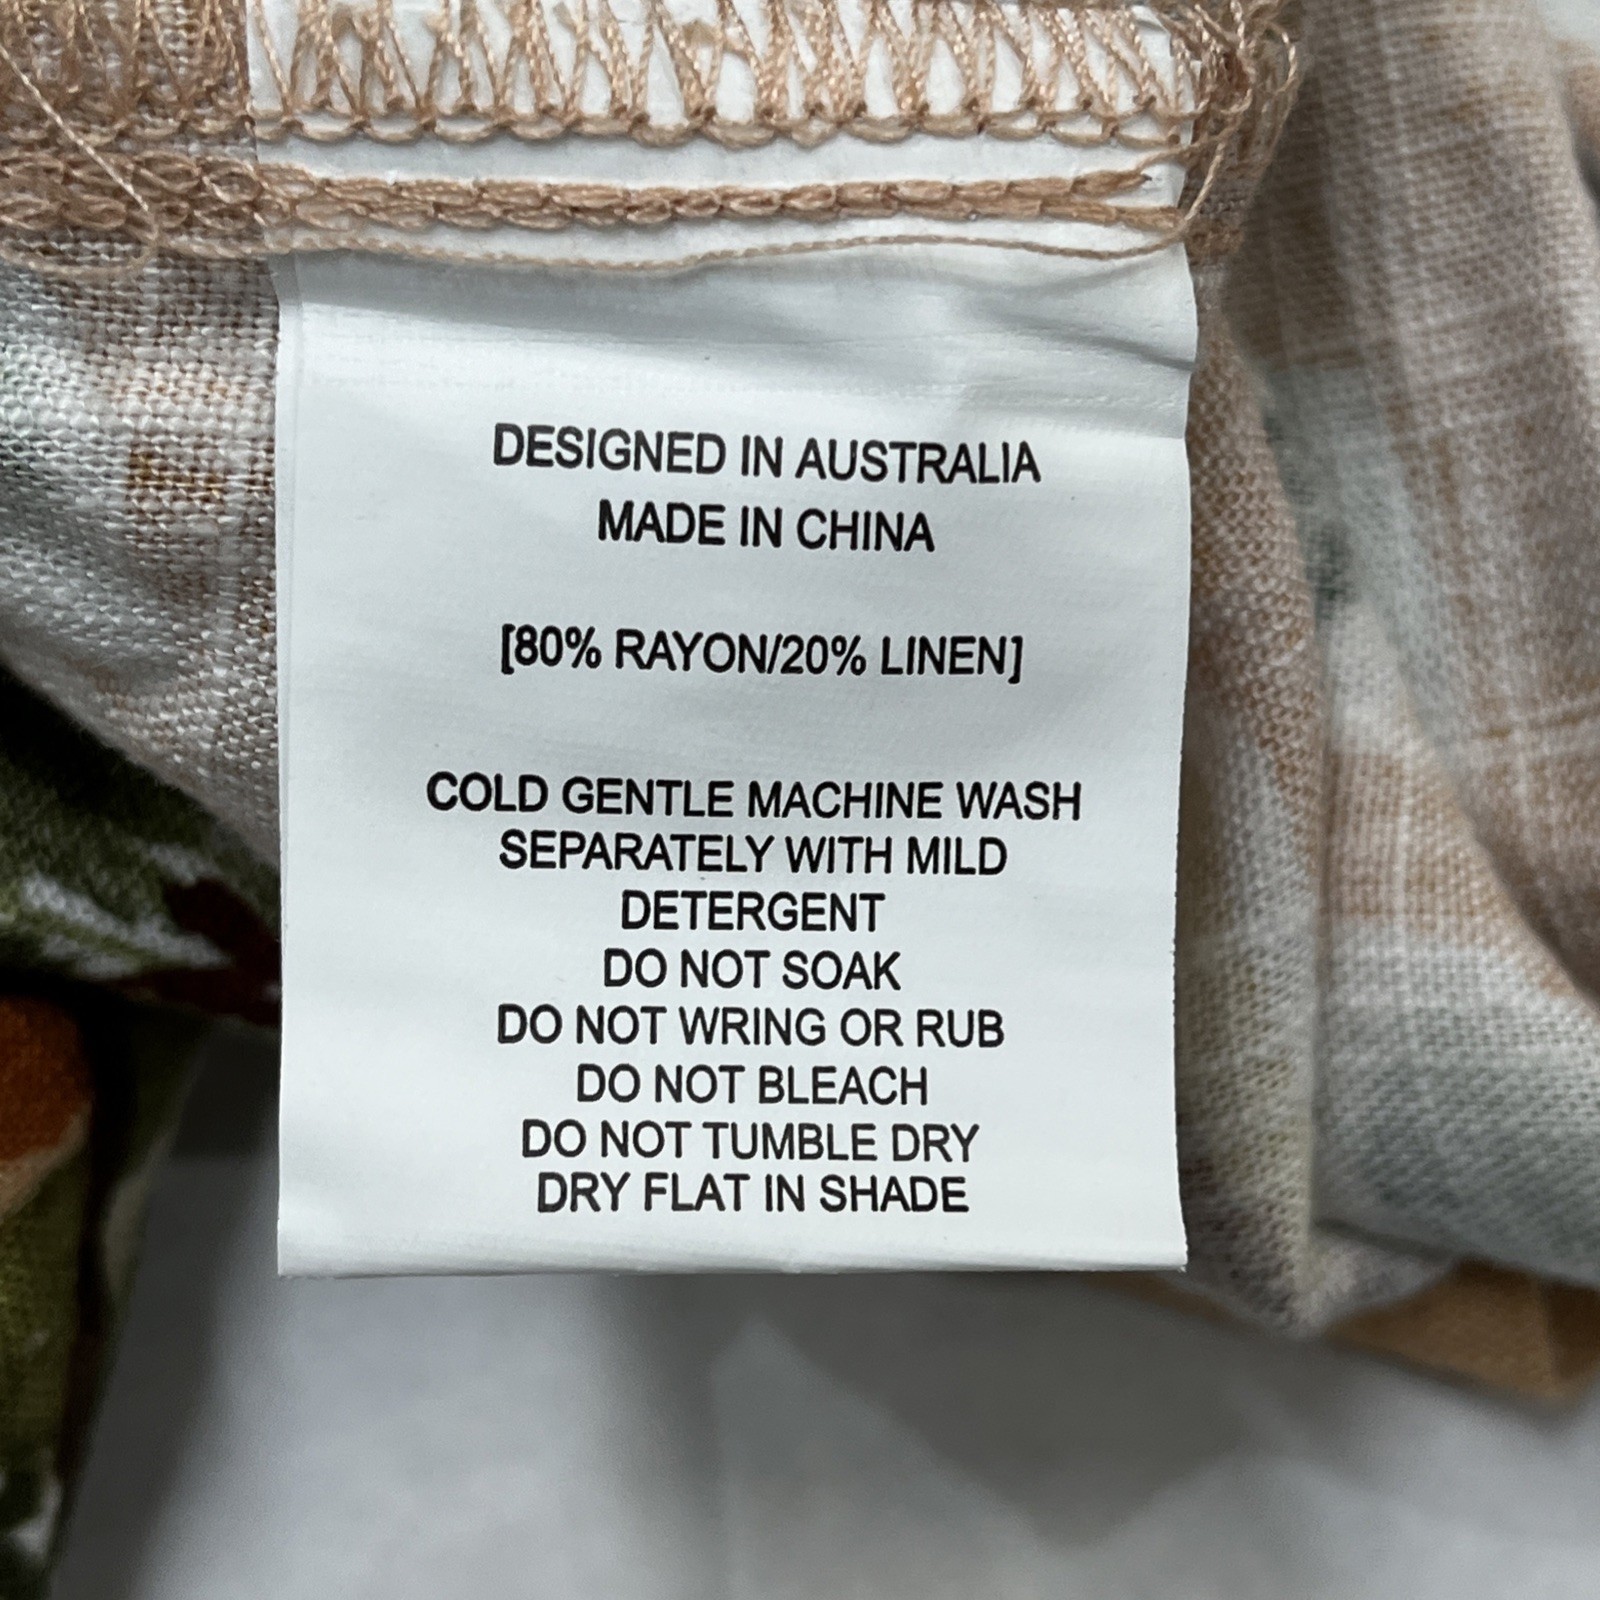 DESIGNED IN AUSTRALIA
MADE IN CHINA
[80% RAYON/20% LINEN]
COLD GENTLE MACHINE WASH
SEPARATELY WITH MILD
DETERGENT
DO NOT SOAK
DO NOT WRING OR RUB
DO NOT BLEACH
DO NOT TUMBLE DRY
DRY FLAT IN SHADE